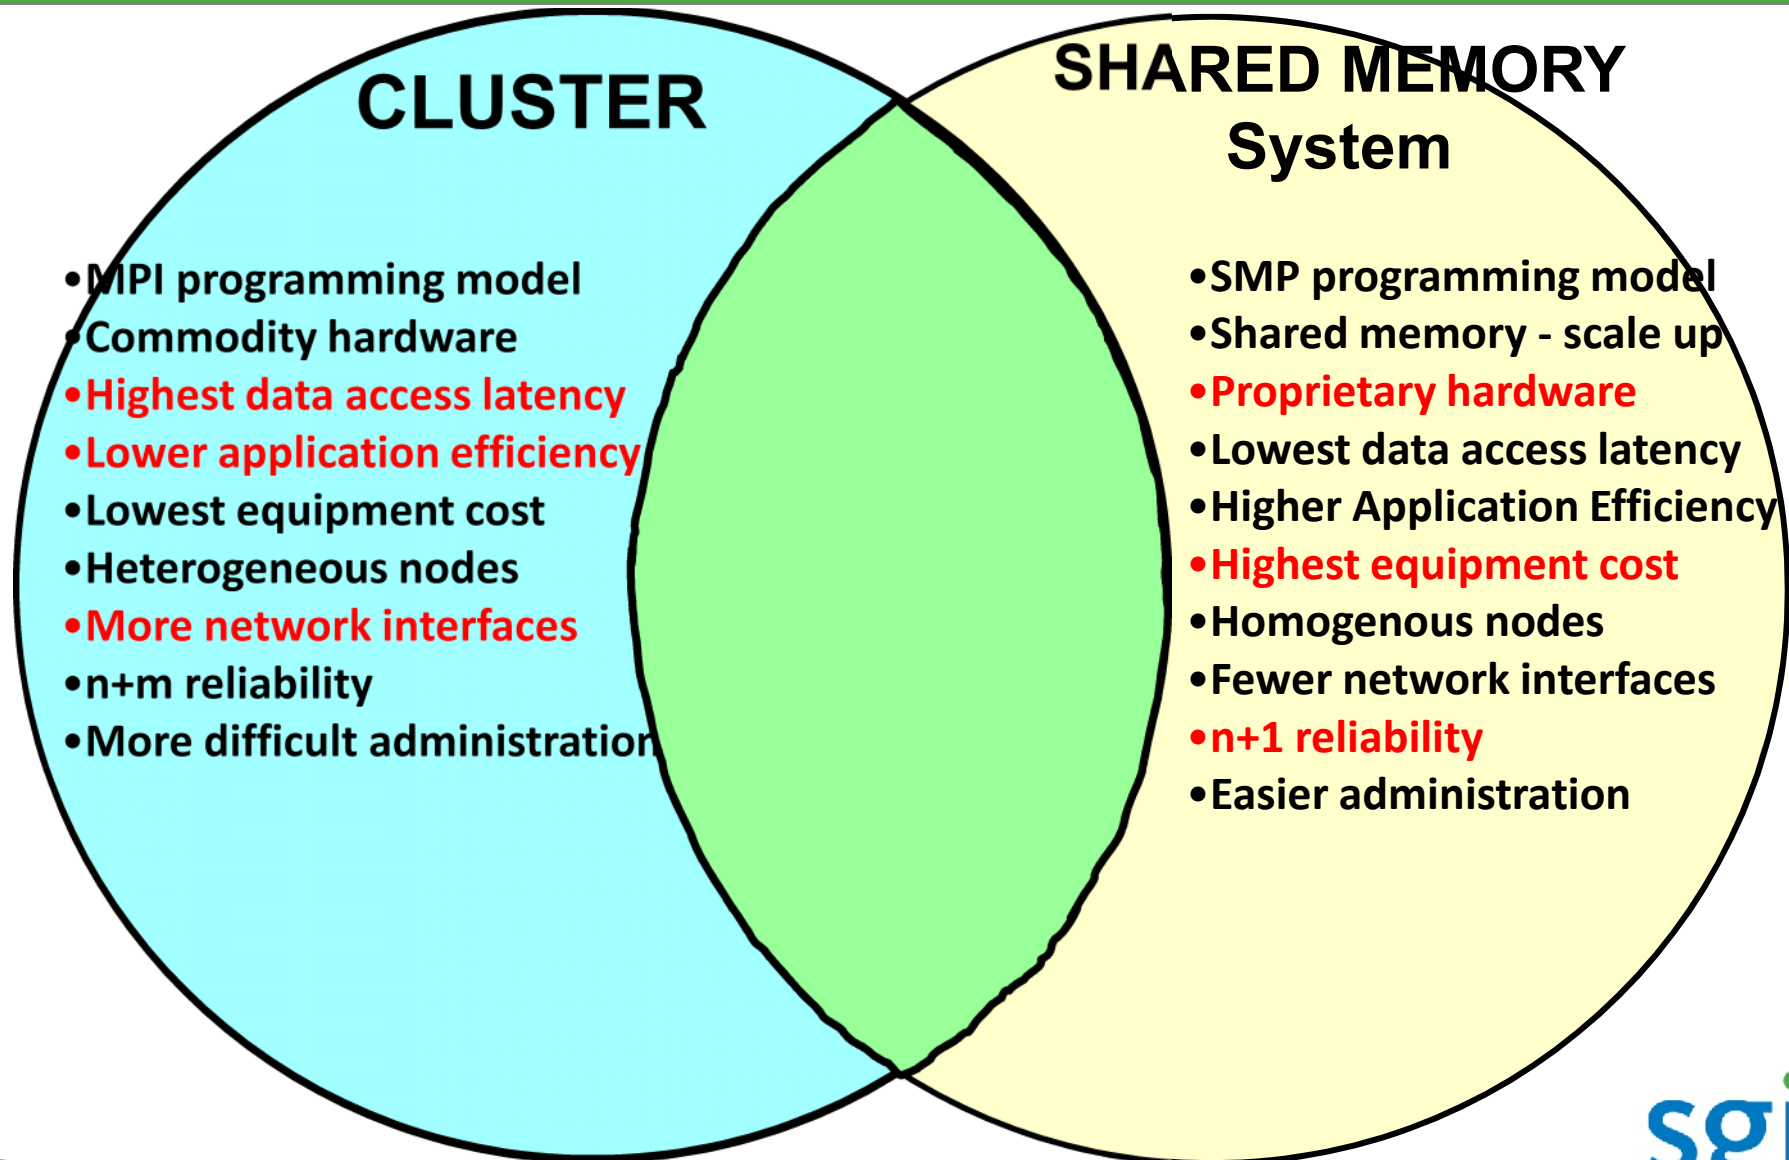 CLUSTER
•MPI programming model
•Commodity hardware
•Highest data access latency
•Lower application efficiency
•Lowest equipment cost
•Heterogeneous nodes
•More network interfaces
•n+m reliability
•More difficult administration
SHARED MEMORY
System
•SMP programming model
•Shared memory - scale up
•Proprietary hardware
•Lowest data access latency
•Higher Application Efficiency
•Highest equipment cost
•Homogenous nodes
•Fewer network interfaces
•n+1 reliability
•Easier administration
sgi